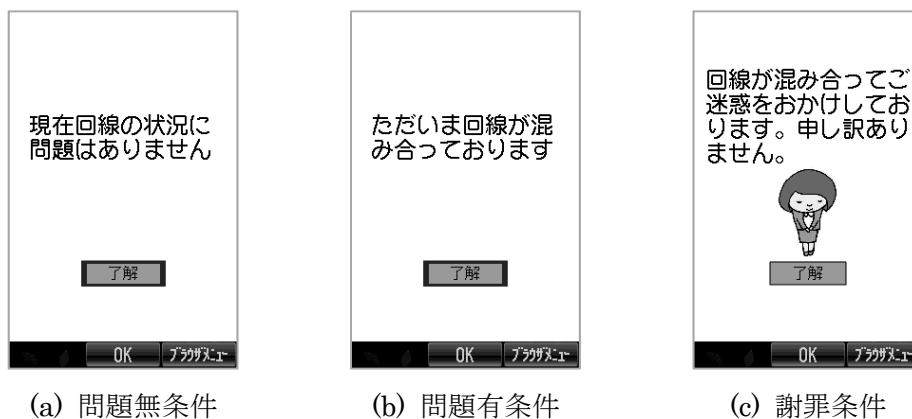 現在回線の状況に
問題はありません
了解
OK ブラウザメニュー
(a) 問題無条件
ただいま回線が混
み合っております
了解
OK ブラウザメニュー
(b) 問題有条件
回線が混み合ってご
迷惑をおかけしてお
ります。申し訳あり
ません。
了解
OK ブラウザメニュー
(c) 謝罪条件